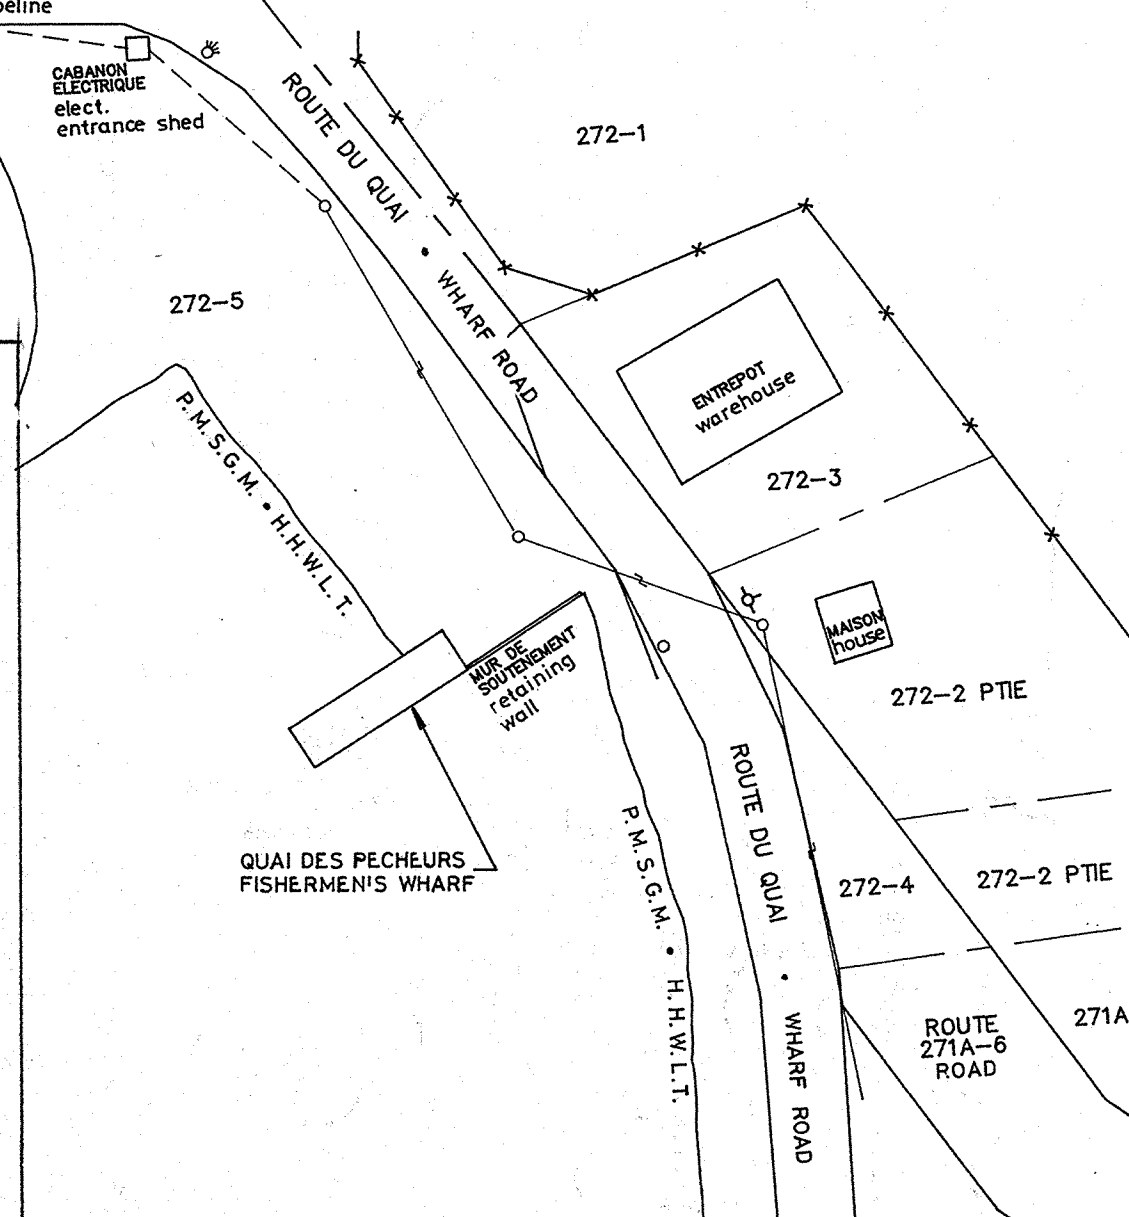 CABANON
ELECTRIQUE
elect.
entrance shed
ROUTE DU QUAI • WHARF ROAD
272-1
272-5
ENTREPOT
warehouse
272-3
P.M.S.G.M. • H.H.W.L.T.
MAISON
house
MUR DE
SOUTENEMENT
retaining
wall
272-2 PTIE
QUAI DES PECHEURS
FISHERMEN'S WHARF
P.M.S.G.M. • H.H.W.L.T.
ROUTE DU QUAI • WHARF ROAD
272-4
272-2 PTIE
ROUTE
271A-6
ROAD
271A